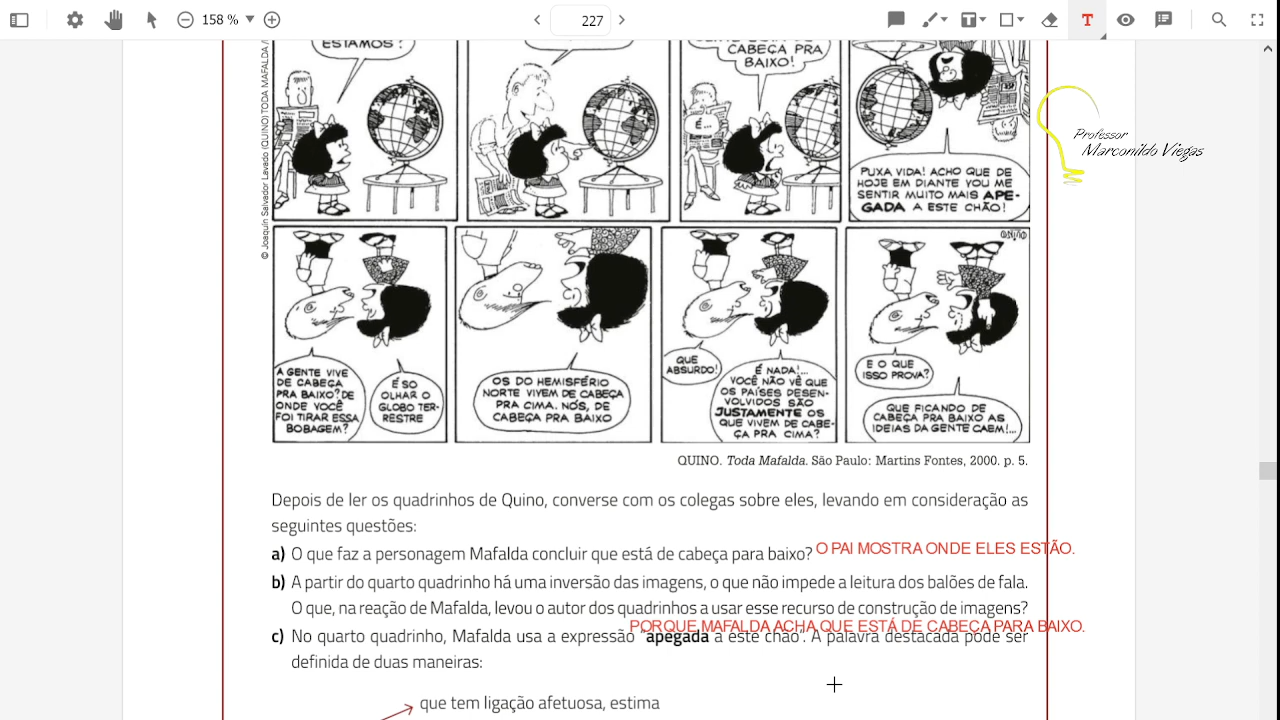 158 %
227
ESTAMOS?
CABEÇA PRA
BAIXO!
É...
PUXA VIDA! ACHO QUE DE
HOJE EM DIANTE VOU ME
SENTIR MUITO MAIS APE-
GADA A ESTE CHÃO!
Professor
Marconildo Viegas
© Joaquín Salvador Lavado (QUINO) TODA MAFALDA /
QUINO
A GENTE VIVE
DE CABEÇA
PRA BAIXO? DE
ONDE VOCÊ
FOI TIRAR ESSA
BOBAGEM?
É SO
OLHAR O
GLOBO TER-
RESTRE
OS DO HEMISFÉRIO
NORTE VIVEM DE CABEÇA
PRA CIMA. NÓS, DE
CABEÇA PRA BAIXO
QUE
ABSURDO!
É NADA!...
VOCÊ NÃO VÊ QUE
OS PAÍSES DESEN-
VOLVIDOS SÃO
JUSTAMENTE OS
QUE VIVEM DE CABE-
ÇA PRA CIMA?
E O QUE
ISSO PROVA?
QUE FICANDO DE
CABEÇA PRA BAIXO AS
IDEIAS DA GENTE CAEM!...
QUINO. Toda Mafalda. São Paulo: Martins Fontes, 2000. p. 5.
Depois de ler os quadrinhos de Quino, converse com os colegas sobre eles, levando em consideração as
seguintes questões:
a) O que faz a personagem Mafalda concluir que está de cabeça para baixo? O PAI MOSTRA ONDE ELES ESTÃO.
b) A partir do quarto quadrinho há uma inversão das imagens, o que não impede a leitura dos balões de fala.
O que, na reação de Mafalda, levou o autor dos quadrinhos a usar esse recurso de construção de imagens?
PORQUE MAFALDA ACHA QUE ESTÁ DE CABEÇA PARA BAIXO.
c) No quarto quadrinho, Mafalda usa a expressão "apegada a este chão". A palavra destacada pode ser
definida de duas maneiras:
que tem ligação afetuosa, estima